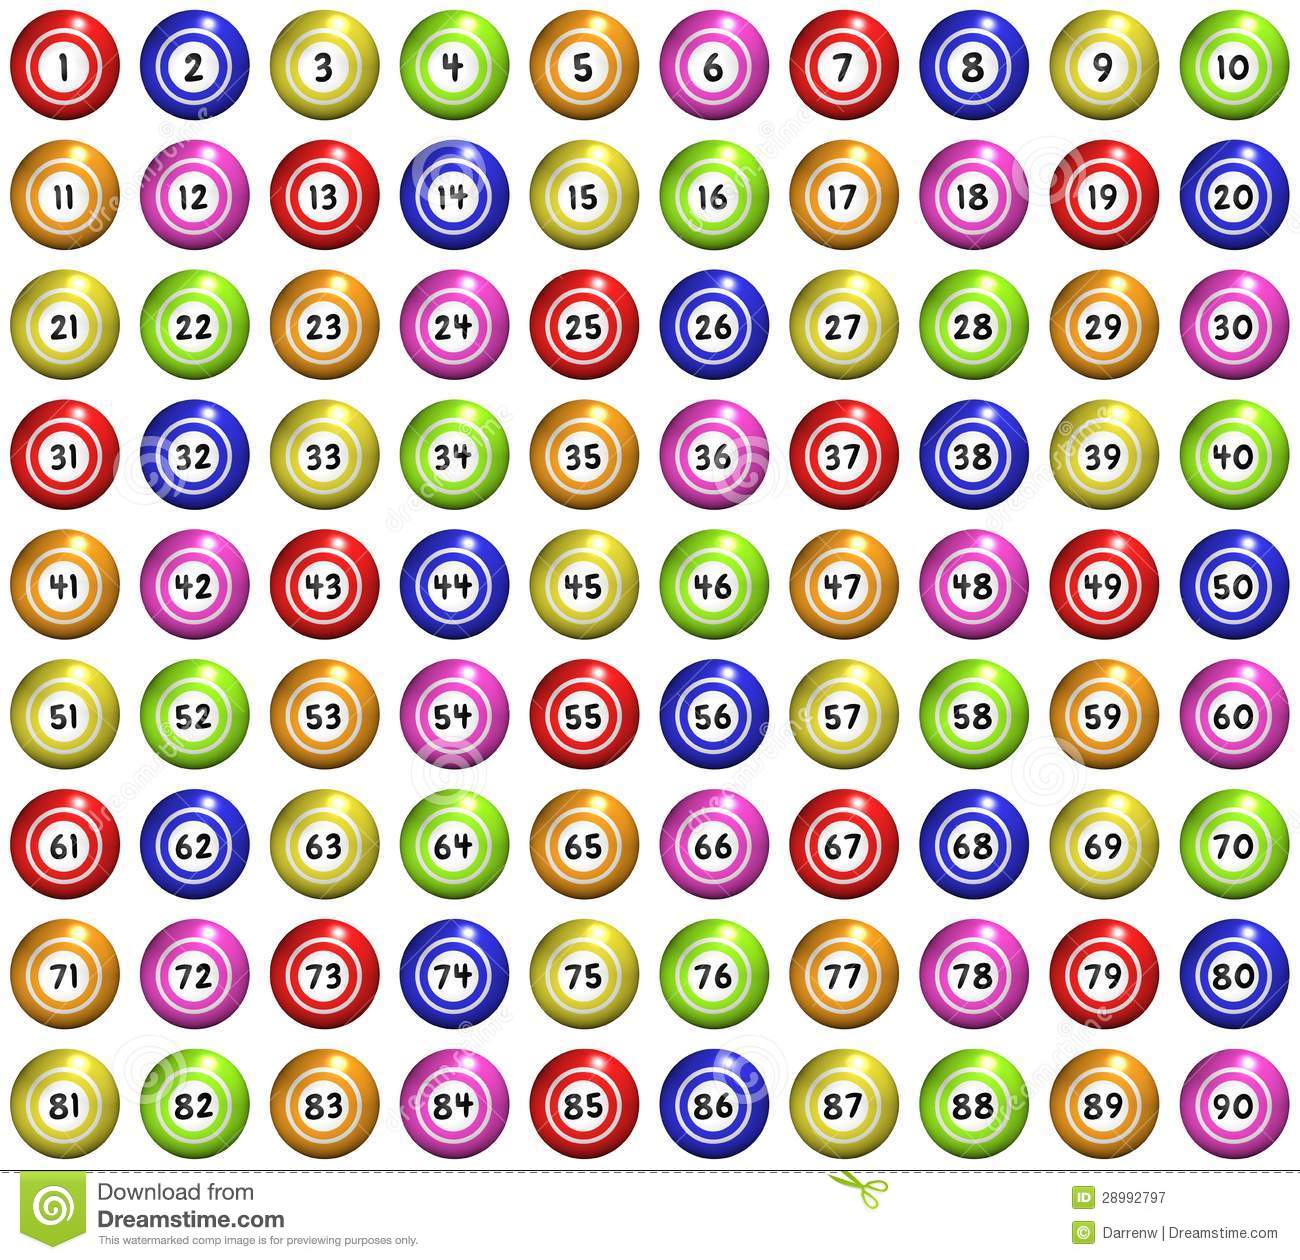 1 2 3 4 5 6 7 8 9 10
11 12 13 14 15 16 17 18 19 20
21 22 23 24 25 26 27 28 29 30
31 32 33 34 35 36 37 38 39 40
41 42 43 44 45 46 47 48 49 50
51 52 53 54 55 56 57 58 59 60
61 62 63 64 65 66 67 68 69 70
71 72 73 74 75 76 77 78 79 80
81 82 83 84 85 86 87 88 89 90
Download from
Dreamstime.com
This watermarked comp image is for previewing purposes only.
ID 28992797
© Darrenw | Dreamstime.com